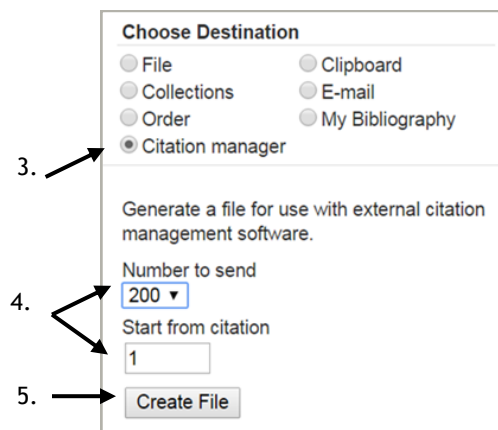 Choose Destination
File Clipboard
Collections E-mail
Order My Bibliography
3. Citation manager
Generate a file for use with external citation
management software.
Number to send
4. 200
Start from citation
1
5. Create File